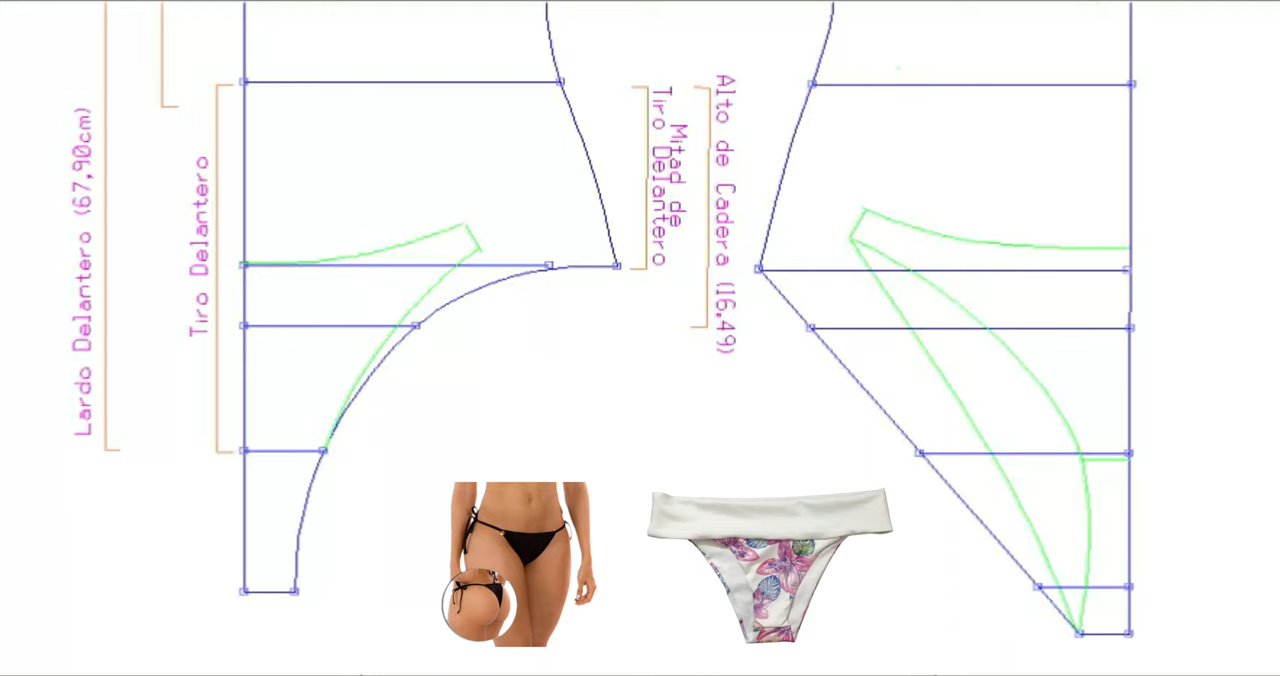 Lardo Delantero (67,90cm)
Tiro Delantero
Mitad de
Tiro Delantero
Alto de Cadera (16,49)